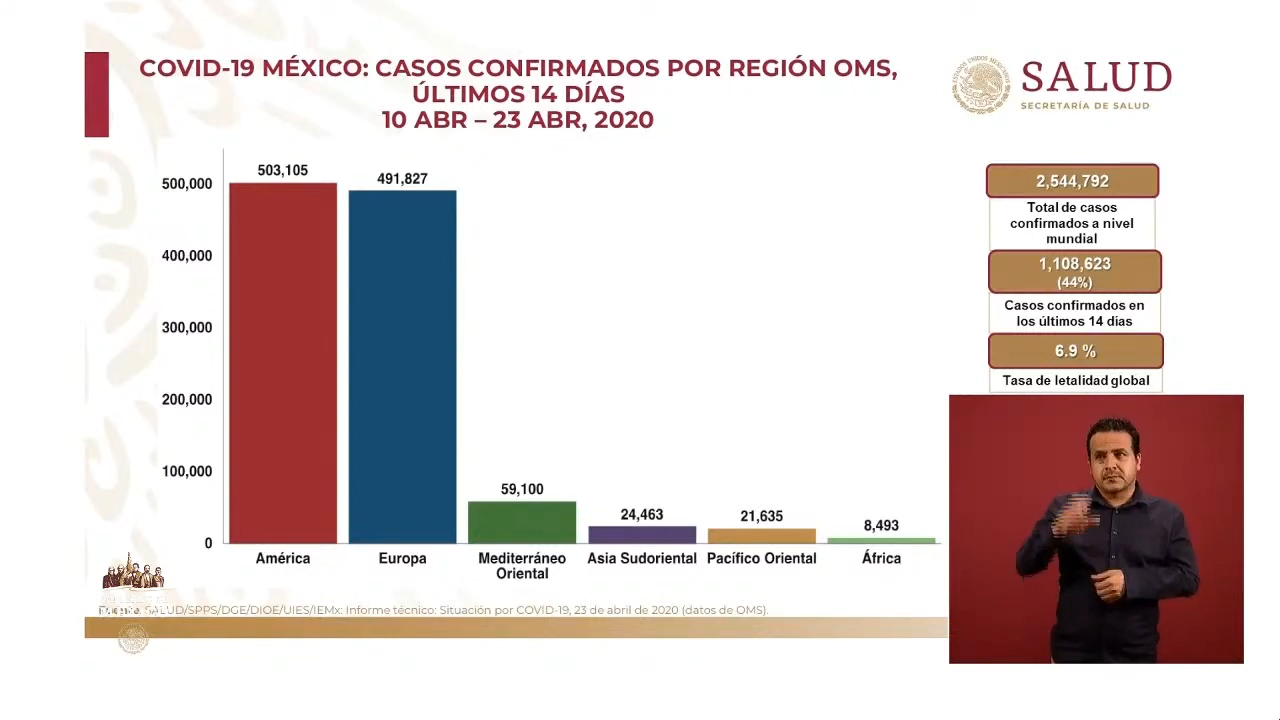 COVID-19 MÉXICO: CASOS CONFIRMADOS POR REGIÓN OMS,
ÚLTIMOS 14 DÍAS
10 ABR – 23 ABR, 2020
SALUD
SECRETARÍA DE SALUD
500,000
400,000
300,000
200,000
100,000
0
503,105
491,827
59,100
24,463
21,635
8,493
América
Europa
Mediterráneo
Oriental
Asia Sudoriental
Pacífico Oriental
África
2,544,792
Total de casos
confirmados a nivel
mundial
1,108,623
(44%)
Casos confirmados en
los últimos 14 días
6.9 %
Tasa de letalidad global
SALUD/SPPS/DGE/DIOE/UIES/IEMx: Informe técnico: Situación por COVID-19, 23 de abril de 2020 (datos de OMS).